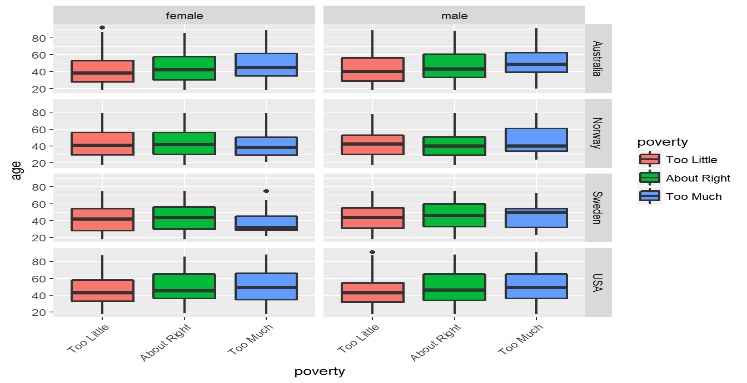 female male
80
60
40
20
Australia
80
60
40
20
Norway
80
60
40
20
Sweden
80
60
40
20
USA
age
Too Little About Right Too Much Too Little About Right Too Much
poverty
poverty
Too Little
About Right
Too Much